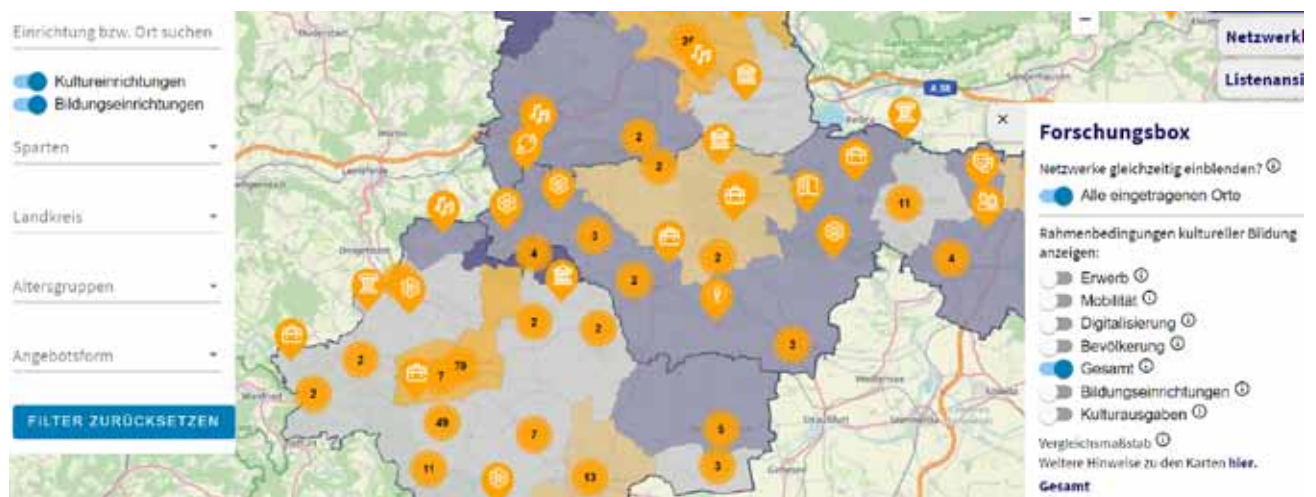 Einrichtung bzw. Ort suchen
Kultureinrichtungen
Bildungseinrichtungen
Sparten
Landkreis
Altersgruppen
Angebotsform
FILTER ZURÜCKSETZEN
2
2
11
3
4
2
2
4
2
2
3
2
7
79
2
49
7
5
11
13
3
A 38
Netzwerk
Listenansi
×
Forschungsbox
Netzwerke gleichzeitig einblenden?
Alle eingetragenen Orte
Rahmenbedingungen kultureller Bildung
anzeigen:
Erwerb
Mobilität
Digitalisierung
Bevölkerung
Gesamt
Bildungseinrichtungen
Kulturausgaben
Vergleichsmaßstab
Weitere Hinweise zu den Karten hier.
Gesamt